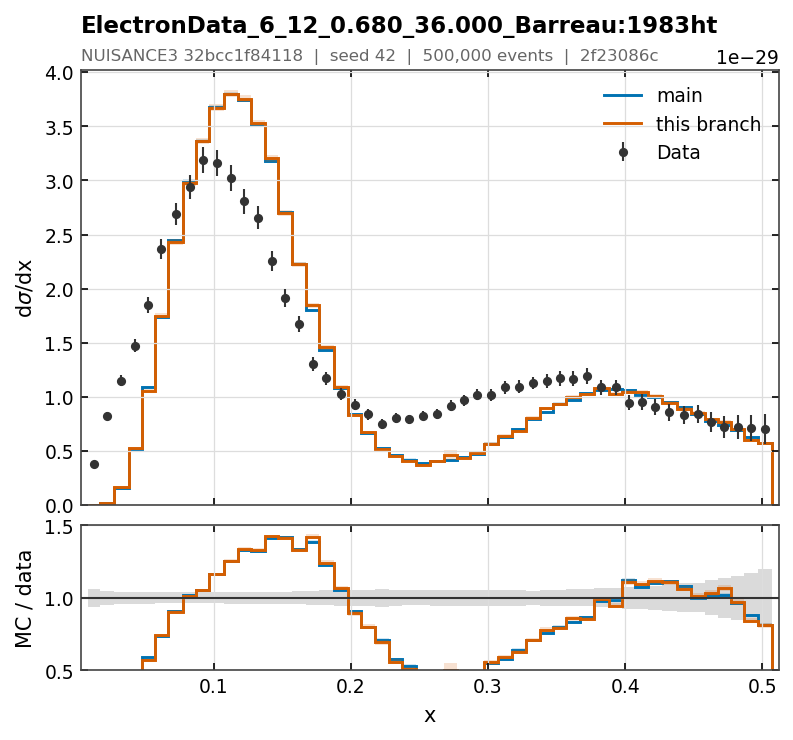 ElectronData_6_12_0.680_36.000_Barreau:1983ht
NUISANCE3 32bcc1f84118 | seed 42 | 500,000 events | 2f23086c
1e−29
main
this branch
Data
dσ/dx
4.0
3.5
3.0
2.5
2.0
1.5
1.0
0.5
0.0
MC / data
1.5
1.0
0.5
0.1 0.2 0.3 0.4 0.5
x